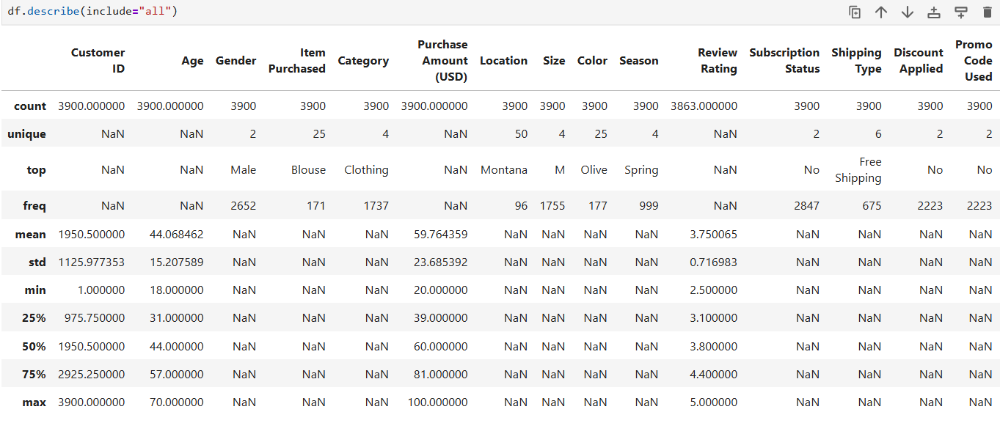 df.describe(include="all")
Customer ID Age Gender Item Purchased Category Purchase Amount (USD) Location Size Color Season Review Rating Subscription Status Shipping Type Discount Applied Promo Code Used
count 3900.000000 3900.000000 3900 3900 3900 3900.000000 3900 3900 3900 3900 3863.000000 3900 3900 3900 3900
unique NaN NaN 2 25 4 NaN 50 4 25 4 NaN 2 6 2 2
top NaN NaN Male Blouse Clothing NaN Montana M Olive Spring NaN No Free Shipping No No
freq NaN NaN 2652 171 1737 NaN 96 1755 177 999 NaN 2847 675 2223 2223
mean 1950.500000 44.068462 NaN NaN NaN 59.764359 NaN NaN NaN NaN 3.750065 NaN NaN NaN NaN
std 1125.977353 15.207589 NaN NaN NaN 23.685392 NaN NaN NaN NaN 0.716983 NaN NaN NaN NaN
min 1.000000 18.000000 NaN NaN NaN 20.000000 NaN NaN NaN NaN 2.500000 NaN NaN NaN NaN
25% 975.750000 31.000000 NaN NaN NaN 39.000000 NaN NaN NaN NaN 3.100000 NaN NaN NaN NaN
50% 1950.500000 44.000000 NaN NaN NaN 60.000000 NaN NaN NaN NaN 3.800000 NaN NaN NaN NaN
75% 2925.250000 57.000000 NaN NaN NaN 81.000000 NaN NaN NaN NaN 4.400000 NaN NaN NaN NaN
max 3900.000000 70.000000 NaN NaN NaN 100.000000 NaN NaN NaN NaN 5.000000 NaN NaN NaN NaN